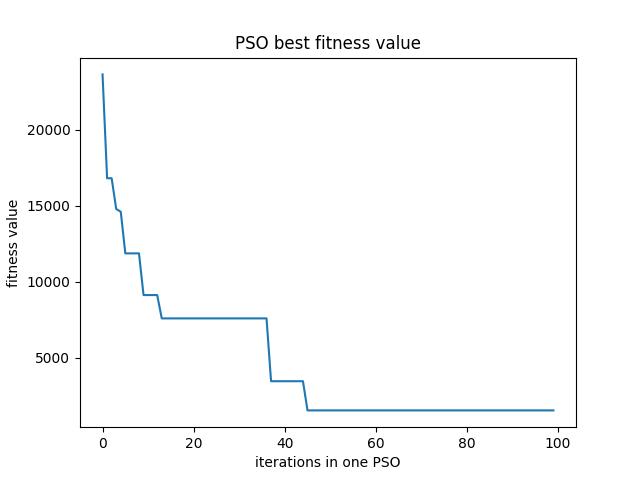 PSO best fitness value
fitness value
20000
15000
10000
5000
0 20 40 60 80 100
iterations in one PSO